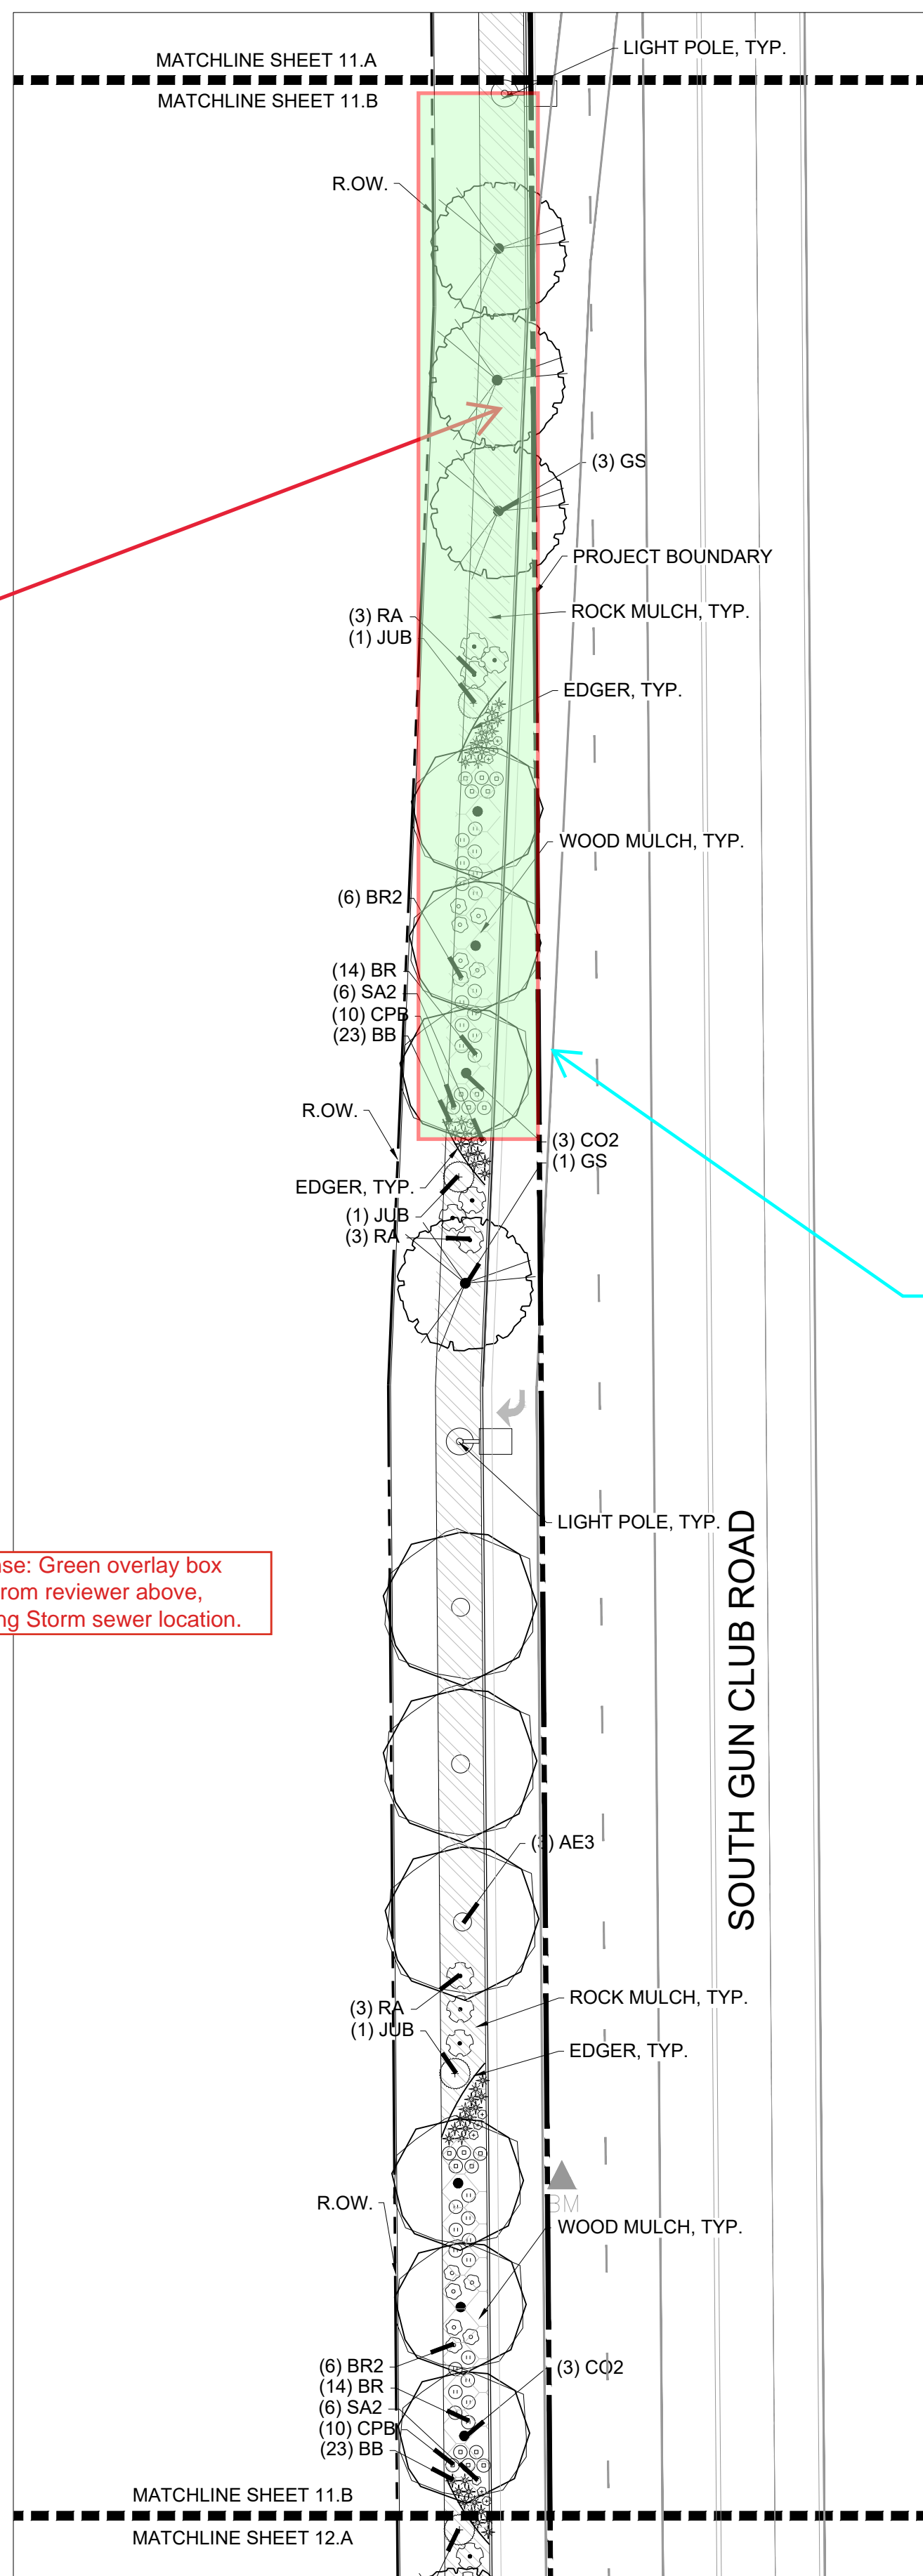 MATCHLINE SHEET 11.A
LIGHT POLE, TYP.
MATCHLINE SHEET 11.B
R.OW.
(3) GS
PROJECT BOUNDARY
(3) RA
ROCK MULCH, TYP.
(1) JUB
EDGER, TYP.
WOOD MULCH, TYP.
(6) BR2
(14) BR
(6) SA2
(10) CPB
(23) BB
R.OW.
(3) CO2
(1) GS
EDGER, TYP.
(1) JUB
(3) RA
LIGHT POLE, TYP.
SOUTH GUN CLUB ROAD
se: Green overlay box
rom reviewer above,
ng Storm sewer location.
(3) AE3
ROCK MULCH, TYP.
(3) RA
(1) JUB
EDGER, TYP.
R.OW.
BM
WOOD MULCH, TYP.
(6) BR2
(3) CO2
(14) BR
(6) SA2
(10) CPB
(23) BB
MATCHLINE SHEET 11.B
MATCHLINE SHEET 12.A